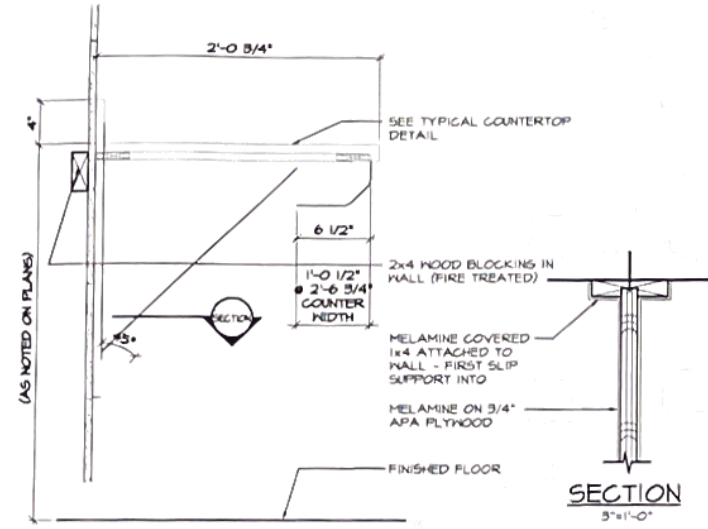 2'-0 3/4"
4"
SEE TYPICAL COUNTERTOP
DETAIL
6 1/2"
2x4 WOOD BLOCKING IN
WALL (FIRE TREATED)
1'-0 1/2"
@ 2'-6 3/4"
COUNTER
WIDTH
(AS NOTED ON PLANS)
SECTION
45°
MELAMINE COVERED
1x4 ATTACHED TO
WALL - FIRST SLIP
SUPPORT INTO
MELAMINE ON 3/4"
APA PLYWOOD
FINISHED FLOOR
SECTION
3"=1'-0"